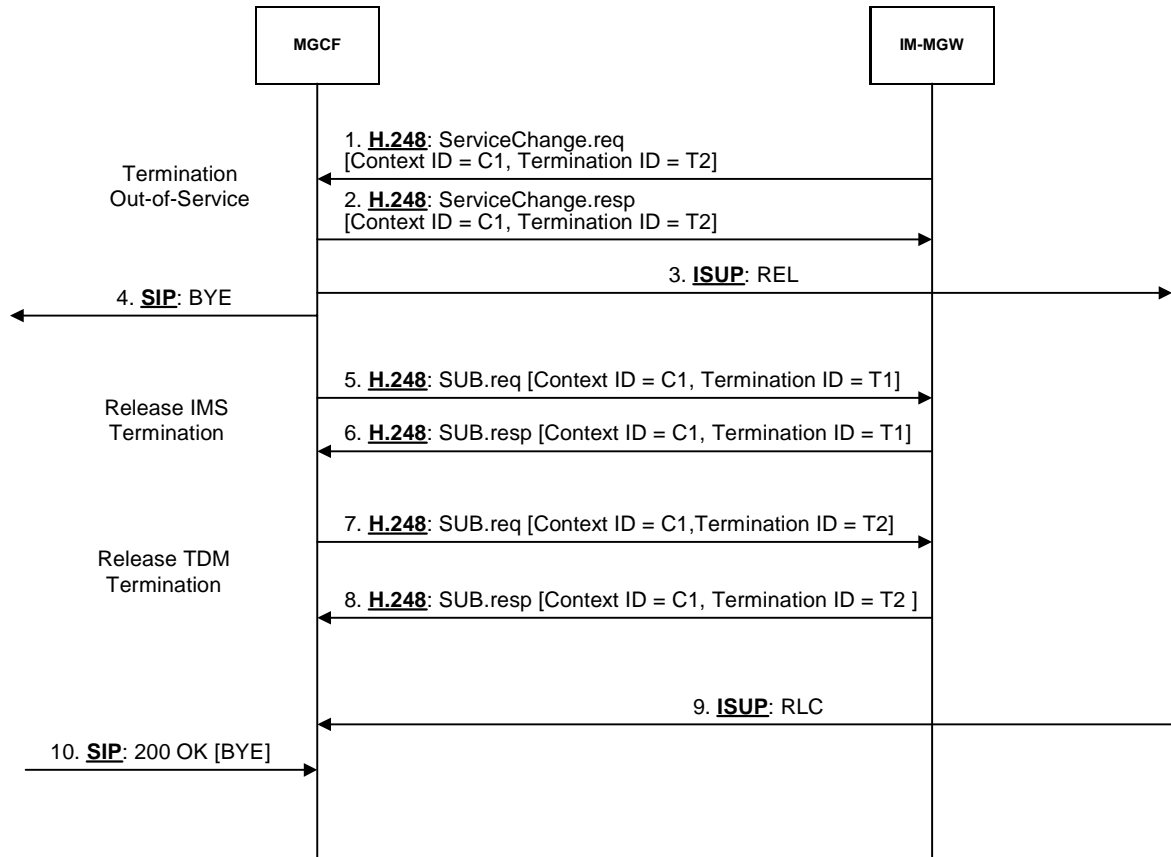 MGCF
IM-MGW
1. H.248: ServiceChange.req
[Context ID = C1, Termination ID = T2]
Termination
Out-of-Service
2. H.248: ServiceChange.resp
[Context ID = C1, Termination ID = T2]
3. ISUP: REL
4. SIP: BYE
5. H.248: SUB.req [Context ID = C1, Termination ID = T1]
Release IMS
Termination
6. H.248: SUB.resp [Context ID = C1, Termination ID = T1]
7. H.248: SUB.req [Context ID = C1,Termination ID = T2]
Release TDM
Termination
8. H.248: SUB.resp [Context ID = C1, Termination ID = T2 ]
9. ISUP: RLC
10. SIP: 200 OK [BYE]